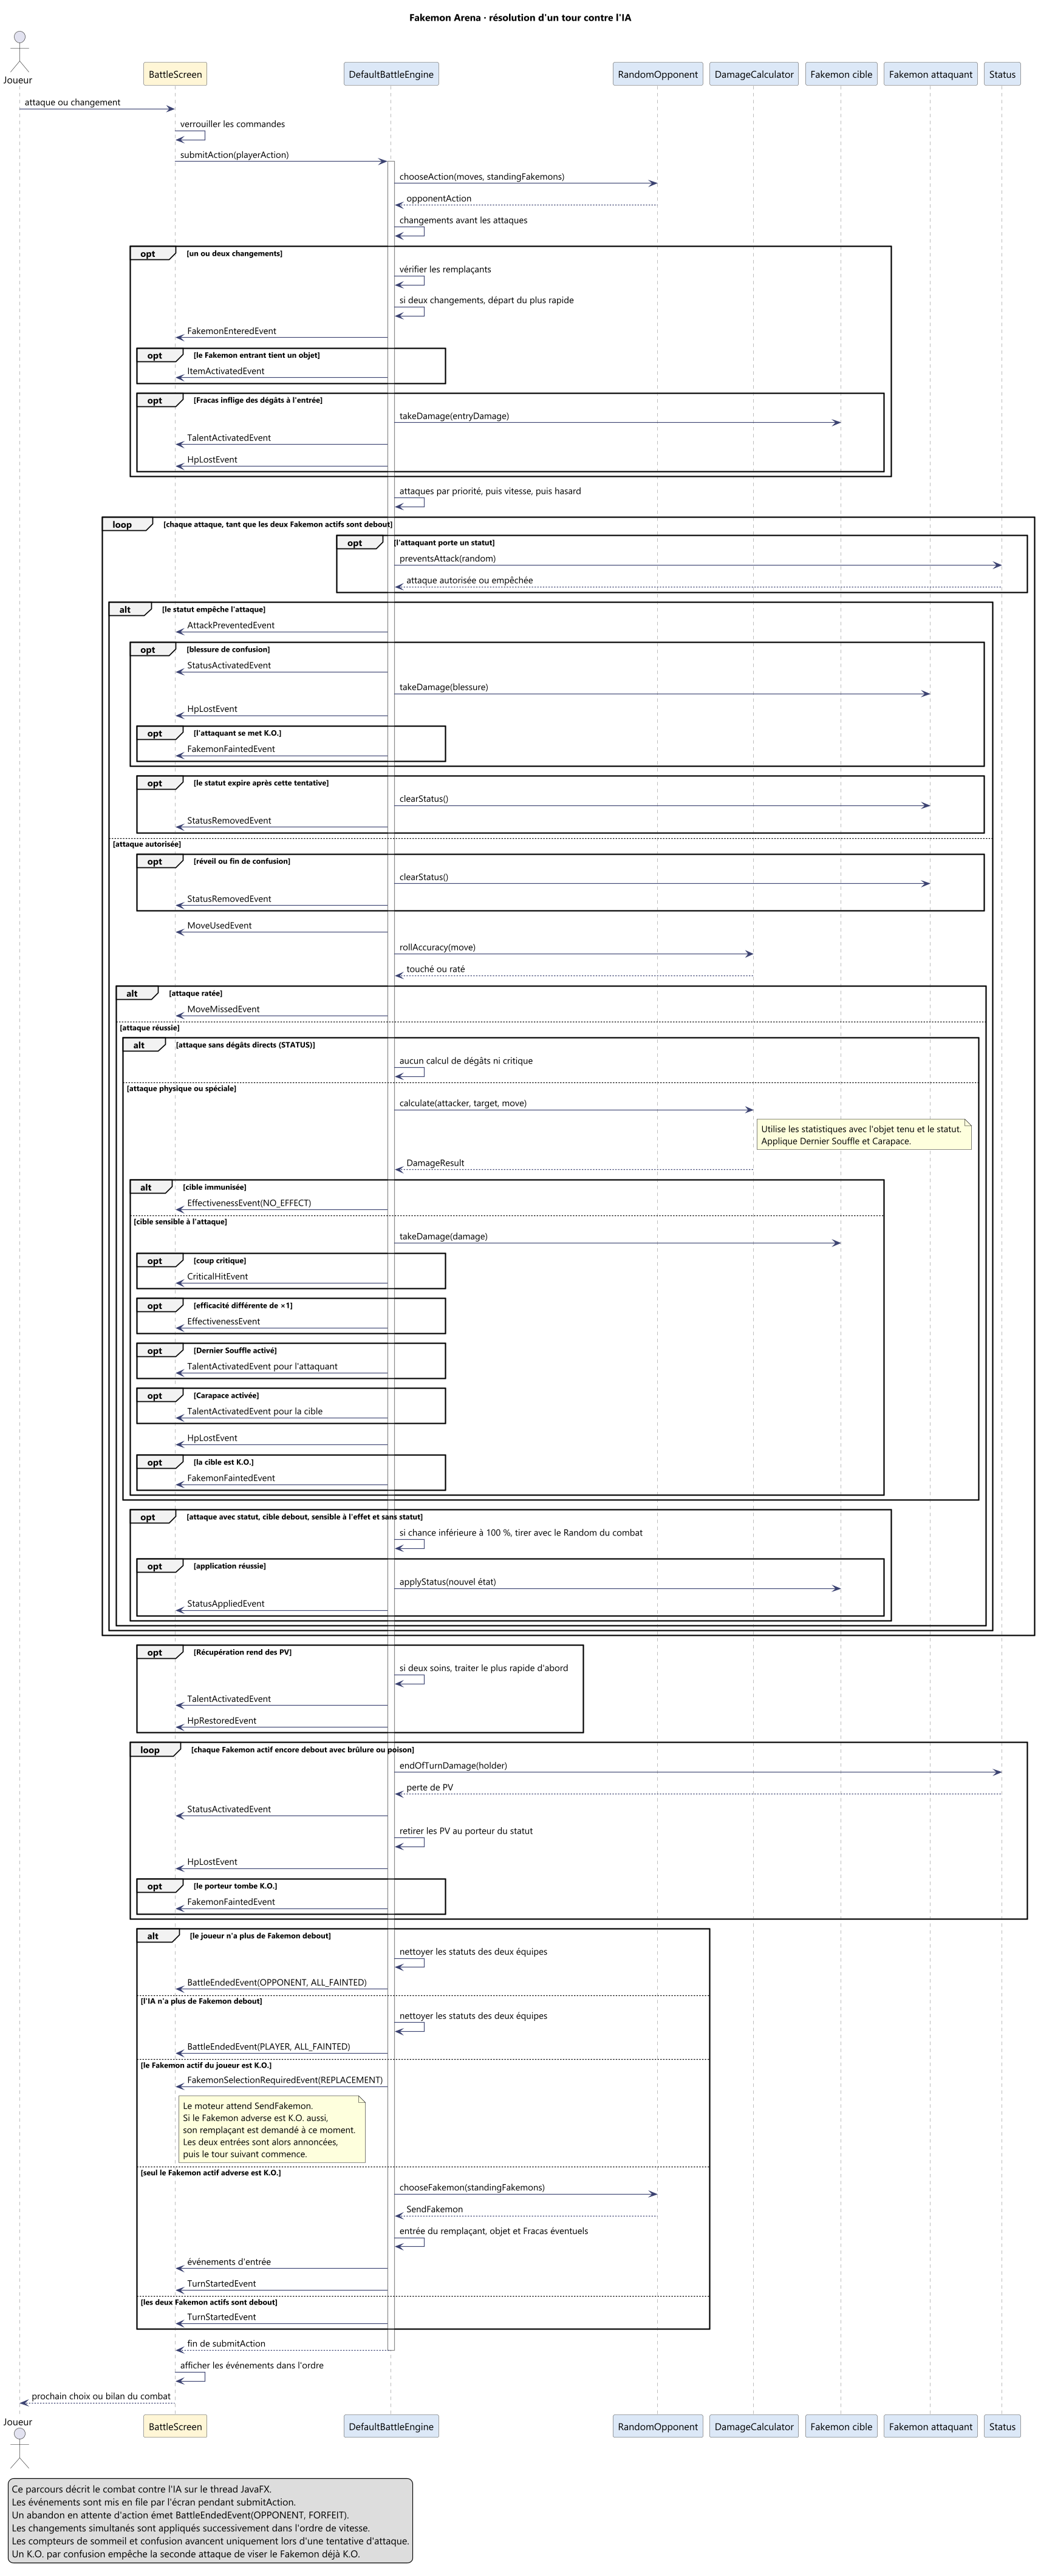 Fakemon Arena · résolution d'un tour contre l'IA
Joueur
BattleScreen
DefaultBattleEngine
RandomOpponent
DamageCalculator
Fakemon cible
Fakemon attaquant
Status
attaque ou changement
verrouiller les commandes
submitAction(playerAction)
chooseAction(moves, standingFakemons)
opponentAction
changements avant les attaques
opt [un ou deux changements]
vérifier les remplaçants
si deux changements, départ du plus rapide
FakemonEnteredEvent
opt [le Fakemon entrant tient un objet]
ItemActivatedEvent
opt [Fracas inflige des dégâts à l'entrée]
takeDamage(entryDamage)
TalentActivatedEvent
HpLostEvent
attaques par priorité, puis vitesse, puis hasard
loop [chaque attaque, tant que les deux Fakemon actifs sont debout]
opt [l'attaquant porte un statut]
preventsAttack(random)
attaque autorisée ou empêchée
alt [le statut empêche l'attaque]
AttackPreventedEvent
opt [blessure de confusion]
StatusActivatedEvent
takeDamage(blessure)
HpLostEvent
opt [l'attaquant se met K.O.]
FakemonFaintedEvent
opt [le statut expire après cette tentative]
clearStatus()
StatusRemovedEvent
[attaque autorisée]
opt [réveil ou fin de confusion]
clearStatus()
StatusRemovedEvent
MoveUsedEvent
rollAccuracy(move)
touché ou raté
alt [attaque ratée]
MoveMissedEvent
[attaque réussie]
alt [attaque sans dégâts directs (STATUS)]
aucun calcul de dégâts ni critique
[attaque physique ou spéciale]
calculate(attacker, target, move)
Utilise les statistiques avec l'objet tenu et le statut.
Applique Dernier Souffle et Carapace.
DamageResult
alt [cible immunisée]
EffectivenessEvent(NO_EFFECT)
[cible sensible à l'attaque]
takeDamage(damage)
opt [coup critique]
CriticalHitEvent
opt [efficacité différente de ×1]
EffectivenessEvent
opt [Dernier Souffle activé]
TalentActivatedEvent pour l'attaquant
opt [Carapace activée]
TalentActivatedEvent pour la cible
HpLostEvent
opt [la cible est K.O.]
FakemonFaintedEvent
opt [attaque avec statut, cible debout, sensible à l'effet et sans statut]
si chance inférieure à 100 %, tirer avec le Random du combat
opt [application réussie]
applyStatus(nouvel état)
StatusAppliedEvent
opt [Récupération rend des PV]
si deux soins, traiter le plus rapide d'abord
TalentActivatedEvent
HpRestoredEvent
loop [chaque Fakemon actif encore debout avec brûlure ou poison]
endOfTurnDamage(holder)
perte de PV
StatusActivatedEvent
retirer les PV au porteur du statut
HpLostEvent
opt [le porteur tombe K.O.]
FakemonFaintedEvent
alt [le joueur n'a plus de Fakemon debout]
nettoyer les statuts des deux équipes
BattleEndedEvent(OPPONENT, ALL_FAINTED)
[l'IA n'a plus de Fakemon debout]
nettoyer les statuts des deux équipes
BattleEndedEvent(PLAYER, ALL_FAINTED)
[le Fakemon actif du joueur est K.O.]
FakemonSelectionRequiredEvent(REPLACEMENT)
Le moteur attend SendFakemon.
Si le Fakemon adverse est K.O. aussi,
son remplaçant est demandé à ce moment.
Les deux entrées sont alors annoncées,
puis le tour suivant commence.
[seul le Fakemon actif adverse est K.O.]
chooseFakemon(standingFakemons)
SendFakemon
entrée du remplaçant, objet et Fracas éventuels
événements d'entrée
TurnStartedEvent
[les deux Fakemon actifs sont debout]
TurnStartedEvent
fin de submitAction
afficher les événements dans l'ordre
prochain choix ou bilan du combat
Joueur
BattleScreen
DefaultBattleEngine
RandomOpponent
DamageCalculator
Fakemon cible
Fakemon attaquant
Status
Ce parcours décrit le combat contre l'IA sur le thread JavaFX.
Les événements sont mis en file par l'écran pendant submitAction.
Un abandon en attente d'action émet BattleEndedEvent(OPPONENT, FORFEIT).
Les changements simultanés sont appliqués successivement dans l'ordre de vitesse.
Les compteurs de sommeil et confusion avancent uniquement lors d'une tentative d'attaque.
Un K.O. par confusion empêche la seconde attaque de viser le Fakemon déjà K.O.